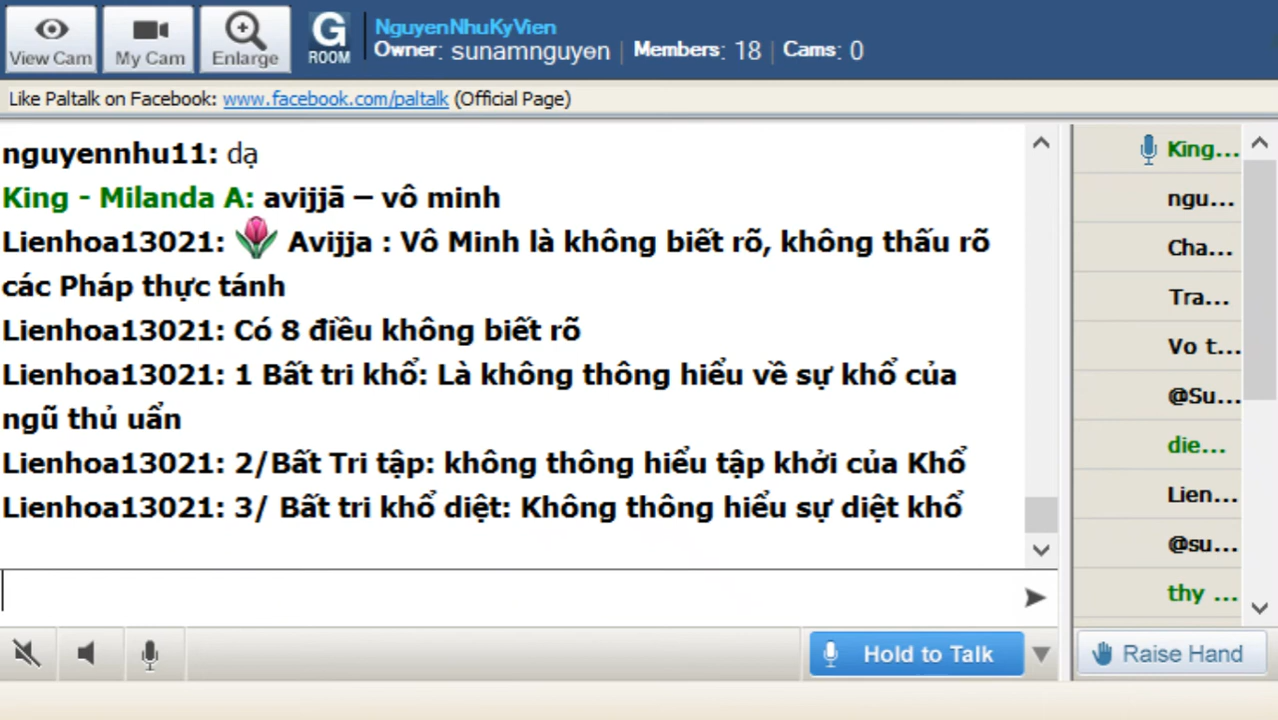 View Cam
My Cam
Enlarge
G
ROOM
NguyenNhuKyVien
Owner: sunamnguyen | Members: 18 | Cams: 0
Like Paltalk on Facebook: www.facebook.com/paltalk (Official Page)
nguyennhu11: dạ
King - Milanda A: avijjā – vô minh
Lienhoa13021: Avijja : Vô Minh là không biết rõ, không thấu rõ
các Pháp thực tánh
Lienhoa13021: Có 8 điều không biết rõ
Lienhoa13021: 1 Bất tri khổ: Là không thông hiểu về sự khổ của
ngũ thủ uẩn
Lienhoa13021: 2/Bất Tri tập: không thông hiểu tập khởi của Khổ
Lienhoa13021: 3/ Bất tri khổ diệt: Không thông hiểu sự diệt khổ
King...
ngu...
Cha...
Tra...
Vo t...
@Su...
die...
Lien...
@su...
thy ...
Hold to Talk
Raise Hand